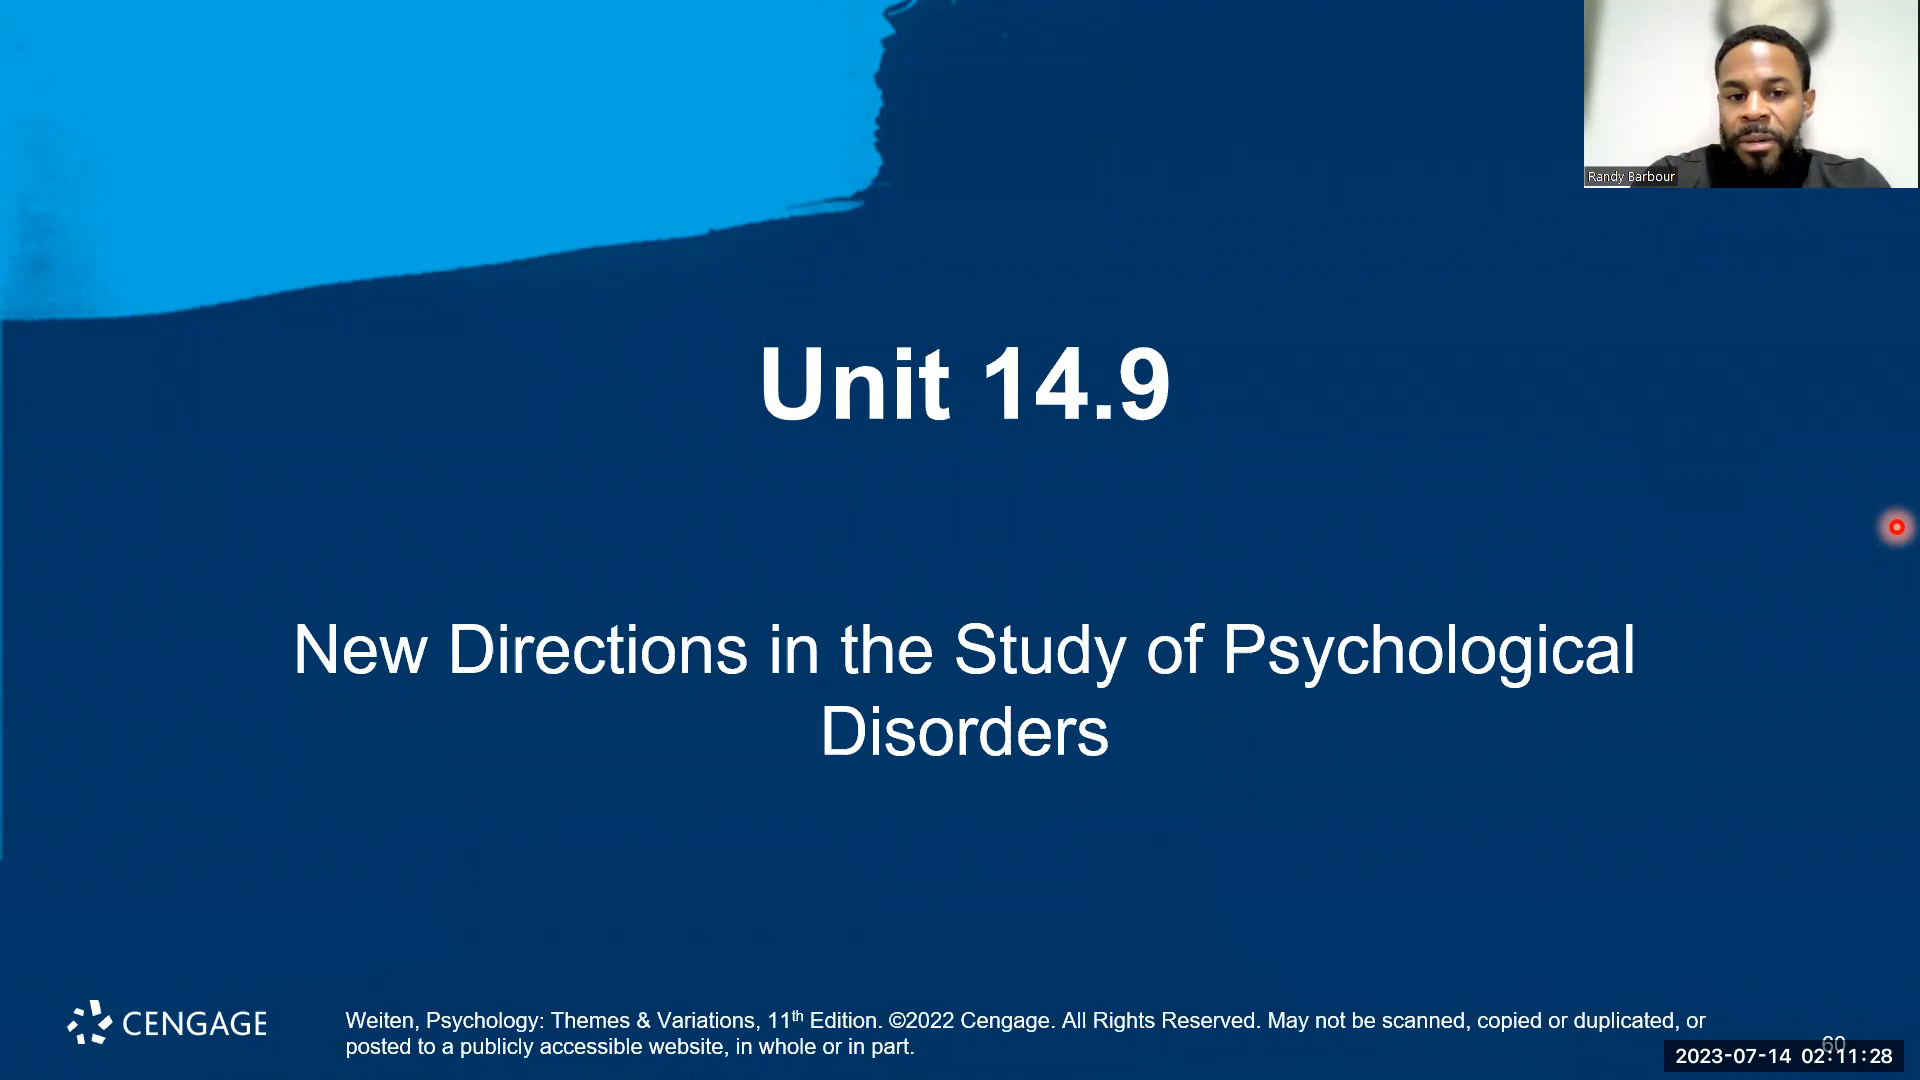 Randy Barbour
Unit 14.9
New Directions in the Study of Psychological
Disorders
CENGAGE
Weiten, Psychology: Themes & Variations, 11th Edition. ©2022 Cengage. All Rights Reserved. May not be scanned, copied or duplicated, or
posted to a publicly accessible website, in whole or in part.
60
2023-07-14 02:11:28